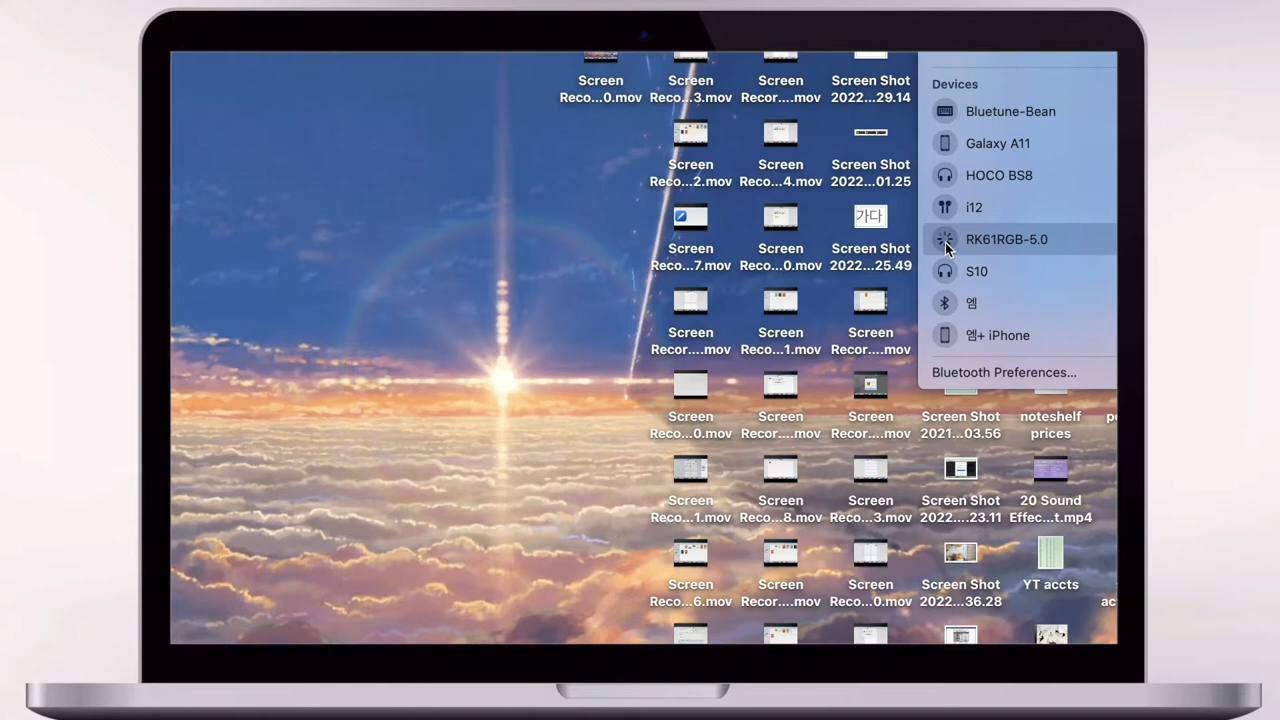 Screen
Reco...0.mov
Screen
Reco...3.mov
Screen
Recor....mov
Screen Shot
2022...29.14
Screen
Reco...2.mov
Screen
Reco...4.mov
Screen Shot
2022...01.25
가다
Screen
Reco...7.mov
Screen
Reco...0.mov
Screen Shot
2022...25.49
Screen
Recor....mov
Screen
Reco...1.mov
Screen
Recor....mov
Screen
Reco...0.mov
Screen
Recor....mov
Screen
Recor....mov
Screen Shot
2021...03.56
noteshelf
prices
Screen
Reco...1.mov
Screen
Reco...8.mov
Screen
Reco...3.mov
Screen Shot
2022....23.11
20 Sound
Effec...t.mp4
Screen
Reco...6.mov
Screen
Recor....mov
Screen
Reco...0.mov
Screen Shot
2022...36.28
YT accts
Devices
Bluetune-Bean
Galaxy A11
HOCO BS8
i12
RK61RGB-5.0
S10
엠
엠+ iPhone
Bluetooth Preferences...